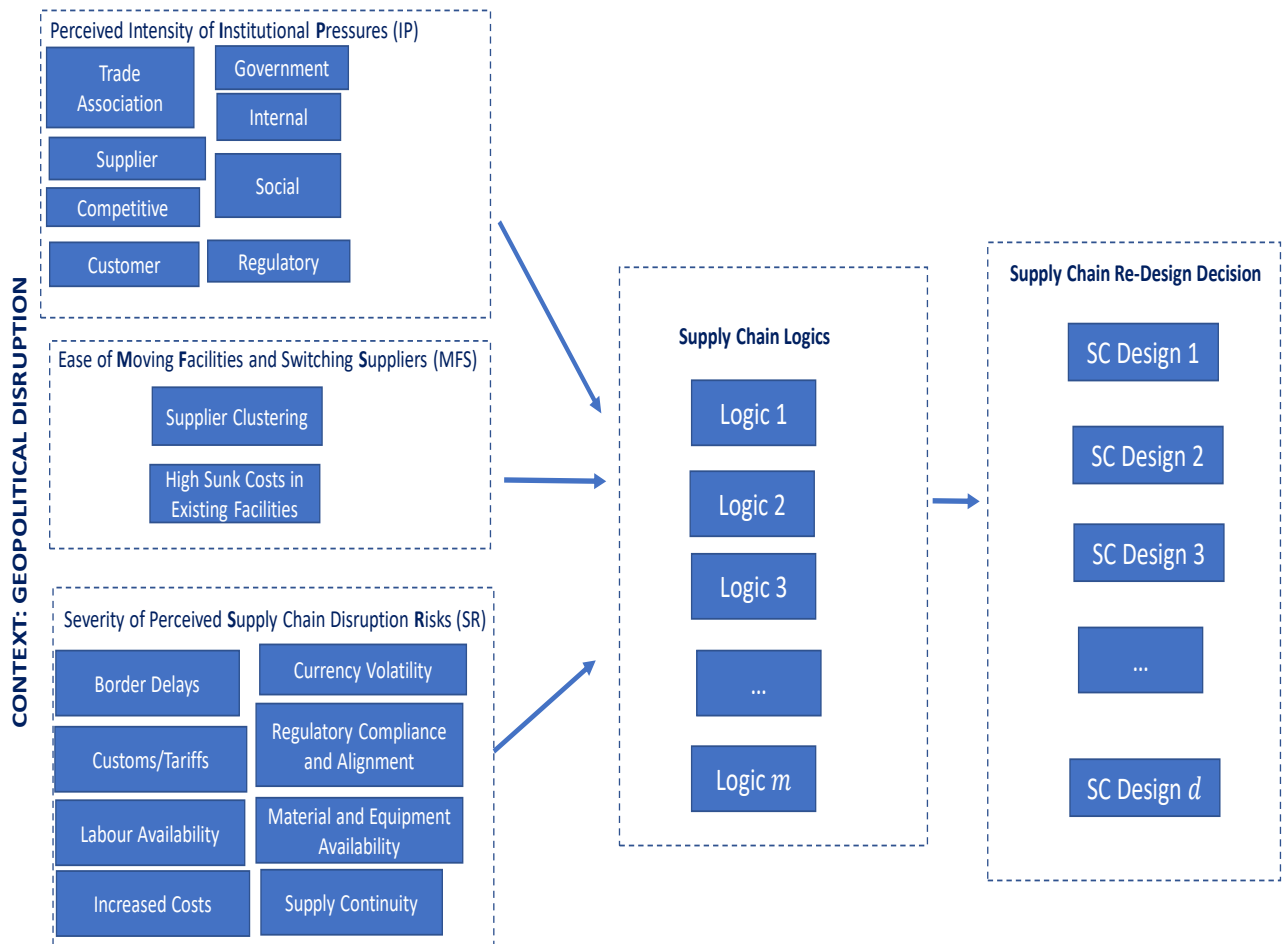 CONTEXT: GEOPOLITICAL DISRUPTION
Perceived Intensity of Institutional Pressures (IP)
Trade
Association
Government
Internal
Supplier
Social
Competitive
Customer
Regulatory
Ease of Moving Facilities and Switching Suppliers (MFS)
Supplier Clustering
High Sunk Costs in
Existing Facilities
Severity of Perceived Supply Chain Disruption Risks (SR)
Border Delays
Currency Volatility
Customs/Tariffs
Regulatory Compliance
and Alignment
Labour Availability
Material and Equipment
Availability
Increased Costs
Supply Continuity
Supply Chain Logics
Logic 1
Logic 2
Logic 3
...
Logic m
Supply Chain Re-Design Decision
SC Design 1
SC Design 2
SC Design 3
...
SC Design d